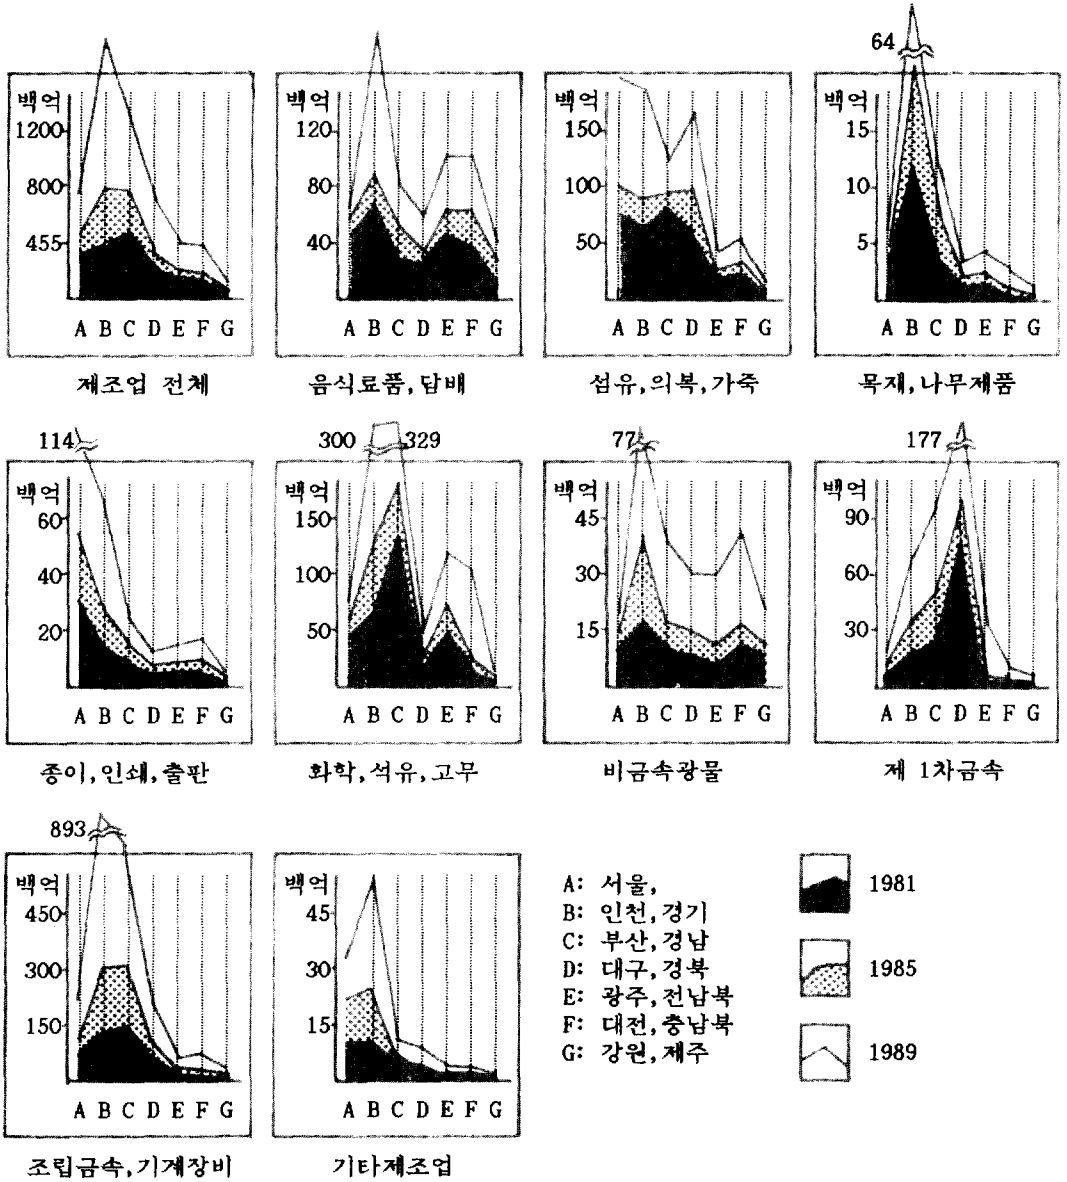 64
백억 백억 백억 백억
1200 120 150 15
800 80 100 10
455 40 50 5
A B C D E F G A B C D E F G A B C D E F G A B C D E F G
제조업 전체 음식료품,담배 섬유,의복,가죽 목재,나무제품
114 300 329 77 177
백억 백억 백억 백억
60 150 45 90
40 100 30 60
20 50 15 30
A B C D E F G A B C D E F G A B C D E F G A B C D E F G
종이,인쇄,출판 화학,석유,고무 비금속광물 제 1차금속
893
백억 백억
450 45
300 30
150 15
A B C D E F G A B C D E F G
조립금속,기계장비 기타제조업
A: 서울,
B: 인천,경기
C: 부산,경남
D: 대구,경북
E: 광주,전남북
F: 대전,충남북
G: 강원,제주
1981
1985
1989